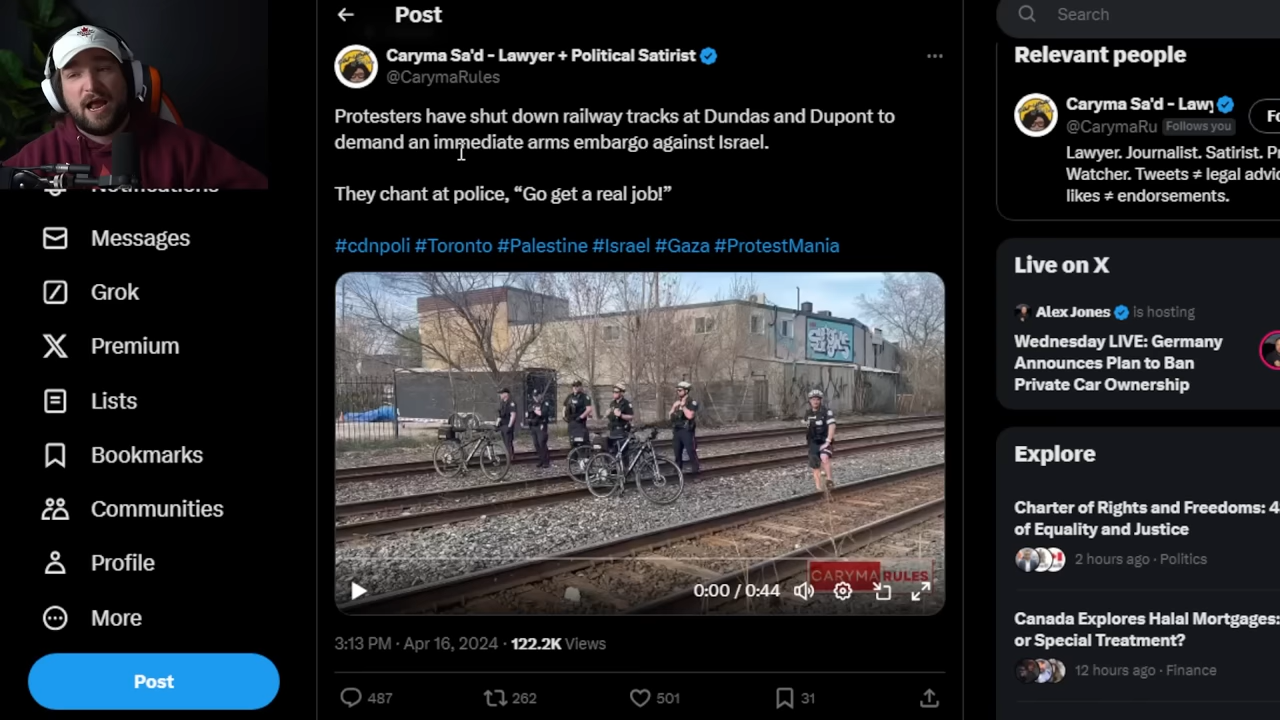 Post
Caryma Sa'd - Lawyer + Political Satirist
@CarymaRules
Protesters have shut down railway tracks at Dundas and Dupont to
demand an immediate arms embargo against Israel.
They chant at police, “Go get a real job!”
#cdnpoli #Toronto #Palestine #Israel #Gaza #ProtestMania
CARYMARULES
0:00 / 0:44
3:13 PM · Apr 16, 2024 · 122.2K Views
487
262
501
31
Messages
Grok
Premium
Lists
Bookmarks
Communities
Profile
More
Post
Search
Relevant people
Caryma Sa'd - Lawy
@CarymaRu Follows you
Lawyer. Journalist. Satirist. Pr
Watcher. Tweets ≠ legal advic
likes ≠ endorsements.
Live on X
Alex Jones is hosting
Wednesday LIVE: Germany
Announces Plan to Ban
Private Car Ownership
Explore
Charter of Rights and Freedoms: 4
of Equality and Justice
2 hours ago · Politics
Canada Explores Halal Mortgages:
or Special Treatment?
12 hours ago · Finance